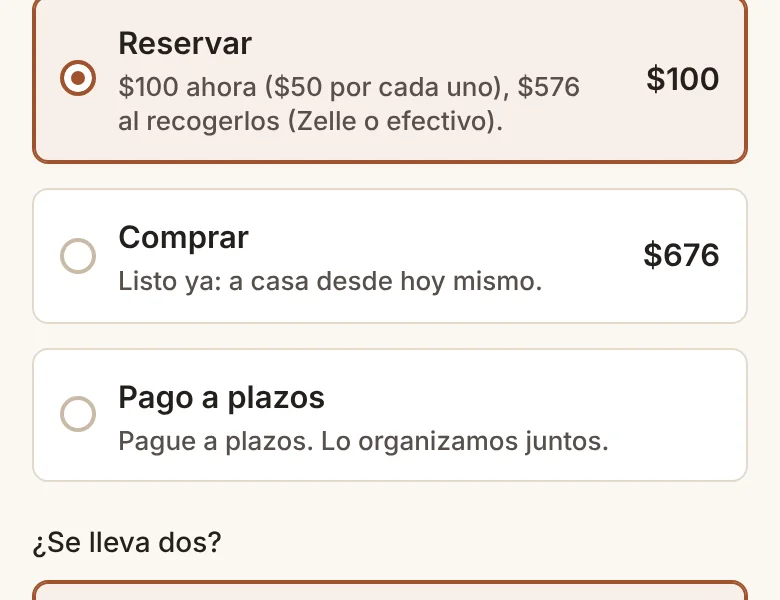 Reservar
$100 ahora ($50 por cada uno), $576
al recogerlos (Zelle o efectivo).
$100
Comprar
Listo ya: a casa desde hoy mismo.
$676
Pago a plazos
Pague a plazos. Lo organizamos juntos.
¿Se lleva dos?